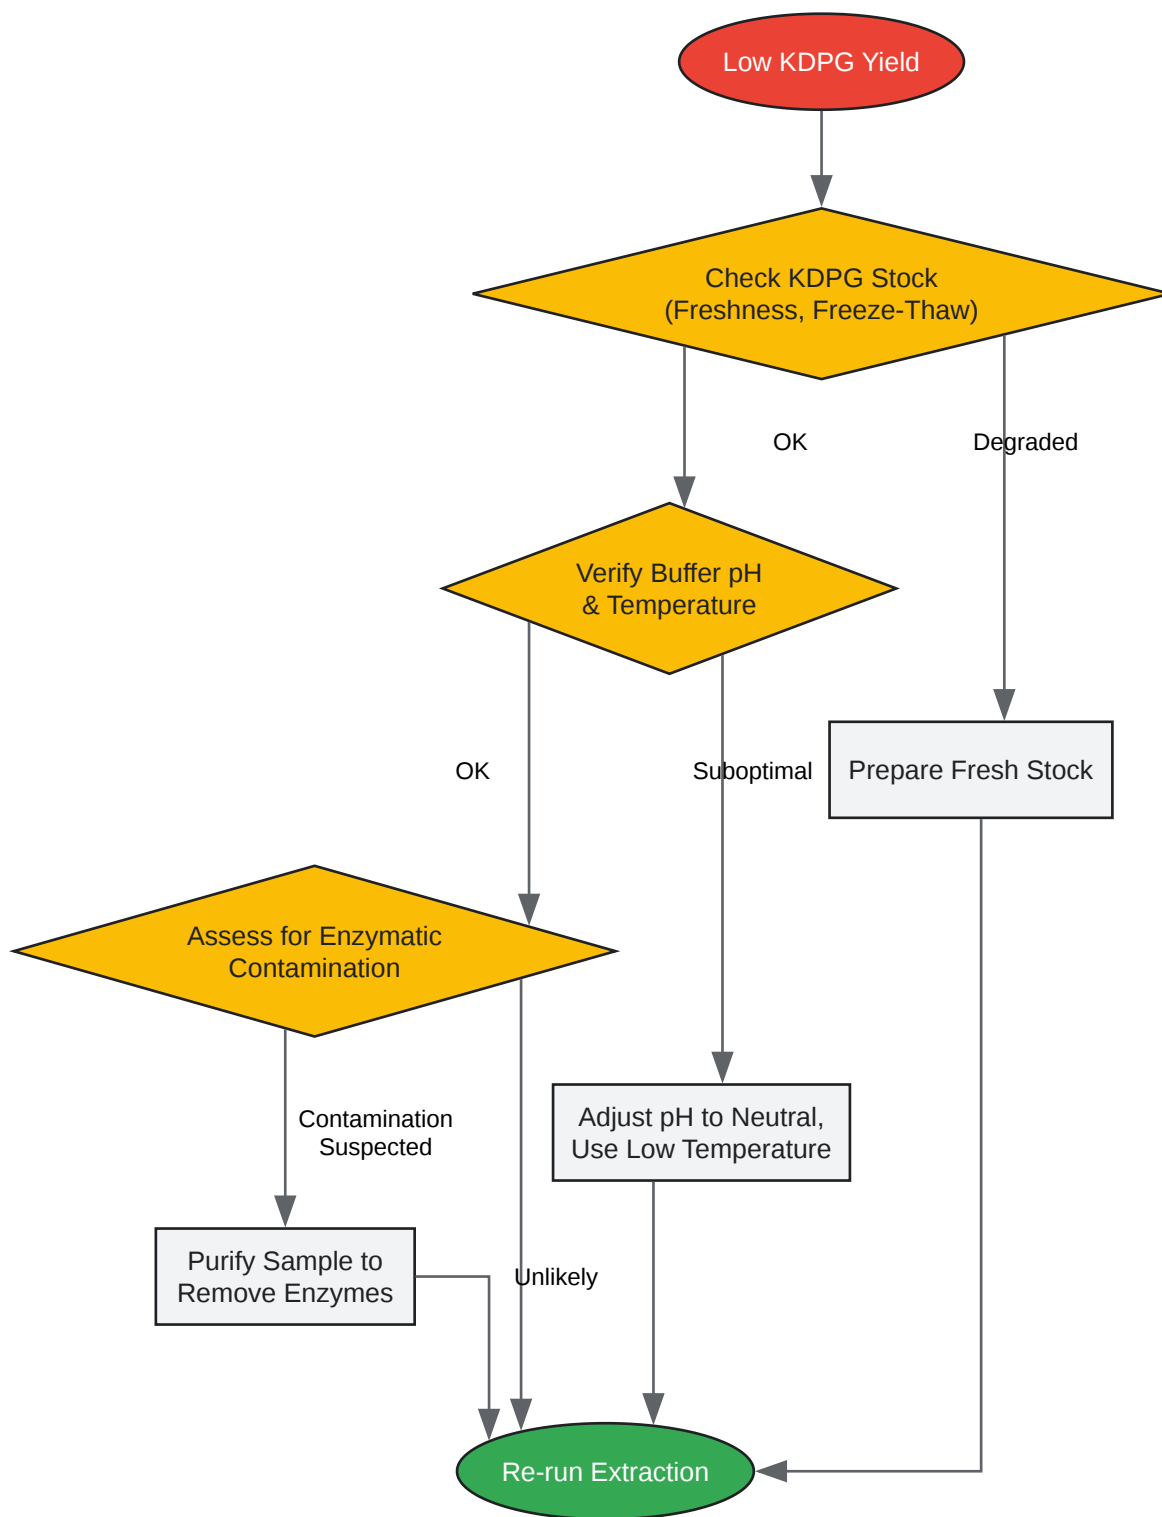 Low KDPG Yield
Check KDPG Stock
(Freshness, Freeze-Thaw)
OK
Degraded
Verify Buffer pH
& Temperature
OK
Suboptimal
Prepare Fresh Stock
Assess for Enzymatic
Contamination
Contamination
Suspected
Adjust pH to Neutral,
Use Low Temperature
Purify Sample to
Remove Enzymes
Unlikely
Re-run Extraction